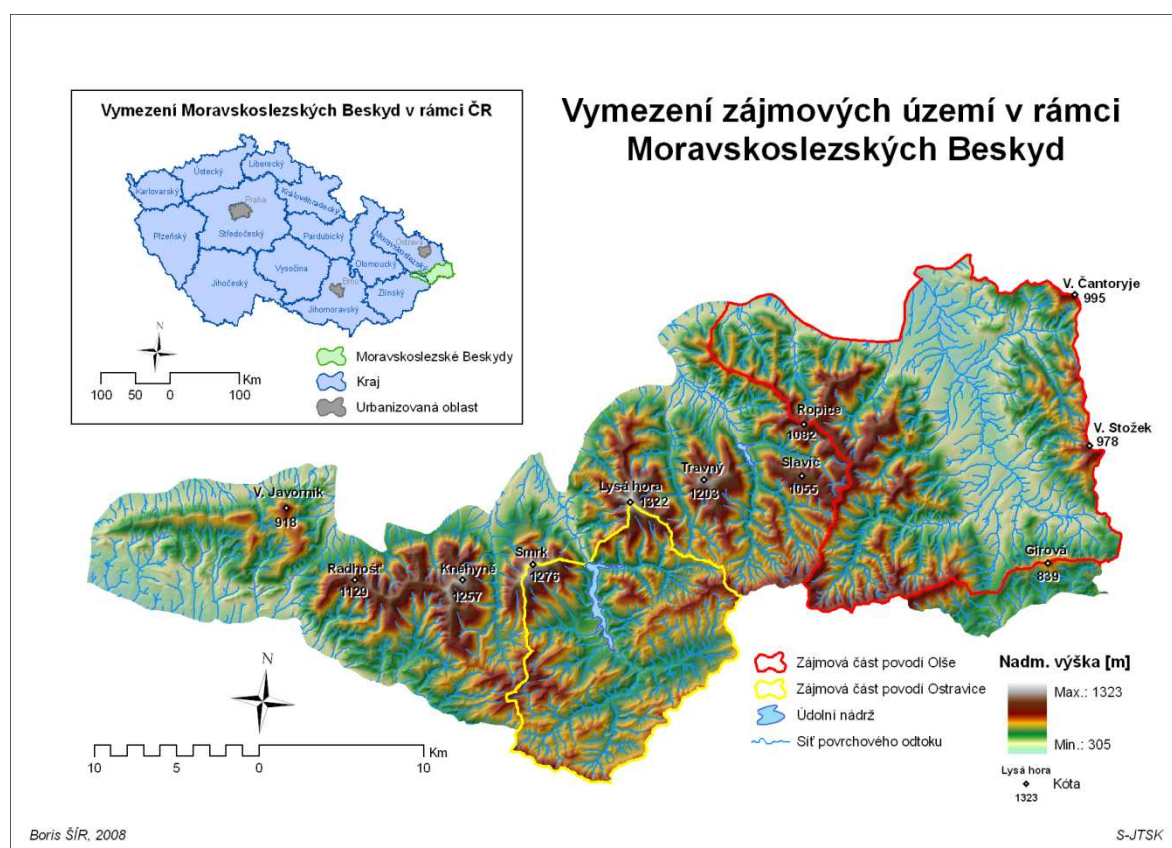 Vymezení Moravskoslezských Beskyd v rámci ČR
Karlovarský
Ústecký
Liberecký
Královéhradecký
Praha
Plzeňský
Středočeský
Pardubický
Moravskoslezský
Ostrava
Olomoucký
Vysočina
Jihočeský
Brno
Zlínský
Jihomoravský
N
Km
100 50 0 100
Moravskoslezské Beskydy
Kraj
Urbanizovaná oblast
Vymezení zájmových území v rámci
Moravskoslezských Beskyd
V. Čantoryje
995
Ropice
1082
V. Stožek
978
Travný
1203
Slavíč
1055
Lysá hora
1322
V. Javorník
918
Smrk
1276
Radhošť
1129
Kněhyně
1257
Girová
839
N
Km
10 5 0 10
Zájmová část povodí Olše
Zájmová část povodí Ostravice
Údolní nádrž
Síť povrchového odtoku
Nadm. výška [m]
Max.: 1323
Min.: 305
Lysá hora
1323
Kóta
Boris ŠÍR, 2008
S-JTSK